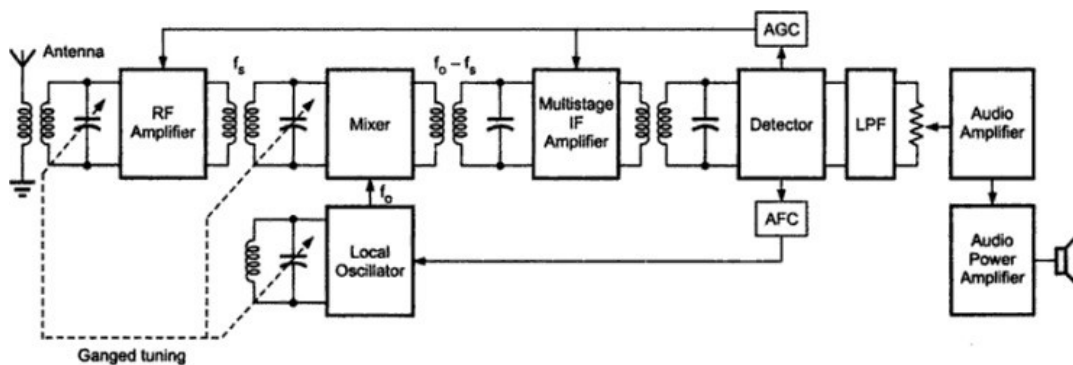 Antenna
RF
Amplifier
fs
Mixer
fo – fs
Multistage
IF
Amplifier
AGC
Detector
LPF
Audio
Amplifier
fo
Local
Oscillator
AFC
Audio
Power
Amplifier
Ganged tuning